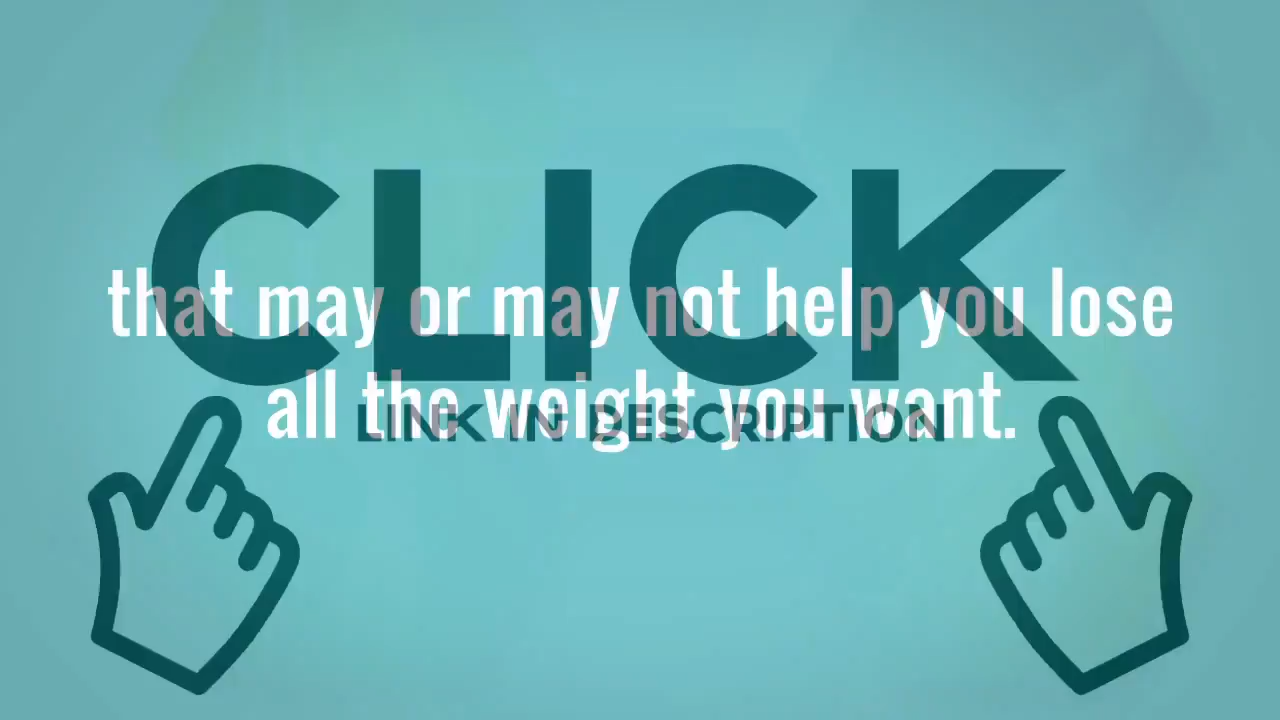 CLICK
that may or may not help you lose
all the weight you want.
LINK IN DESCRIPTION